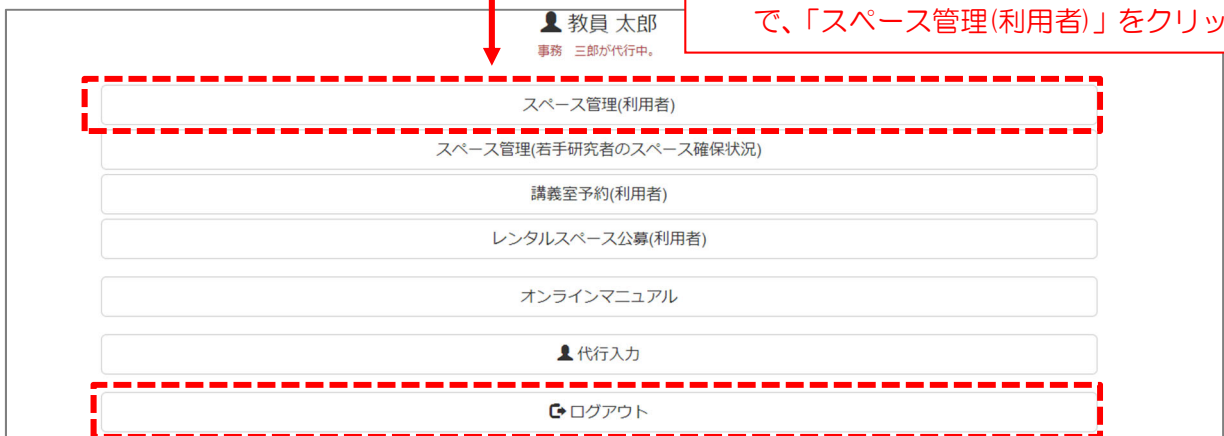 で、「スペース管理(利用者)」をクリッ
教員 太郎
事務 三郎が代行中。
スペース管理(利用者)
スペース管理(若手研究者のスペース確保状況)
講義室予約(利用者)
レンタルスペース公募(利用者)
オンラインマニュアル
代行入力
ログアウト